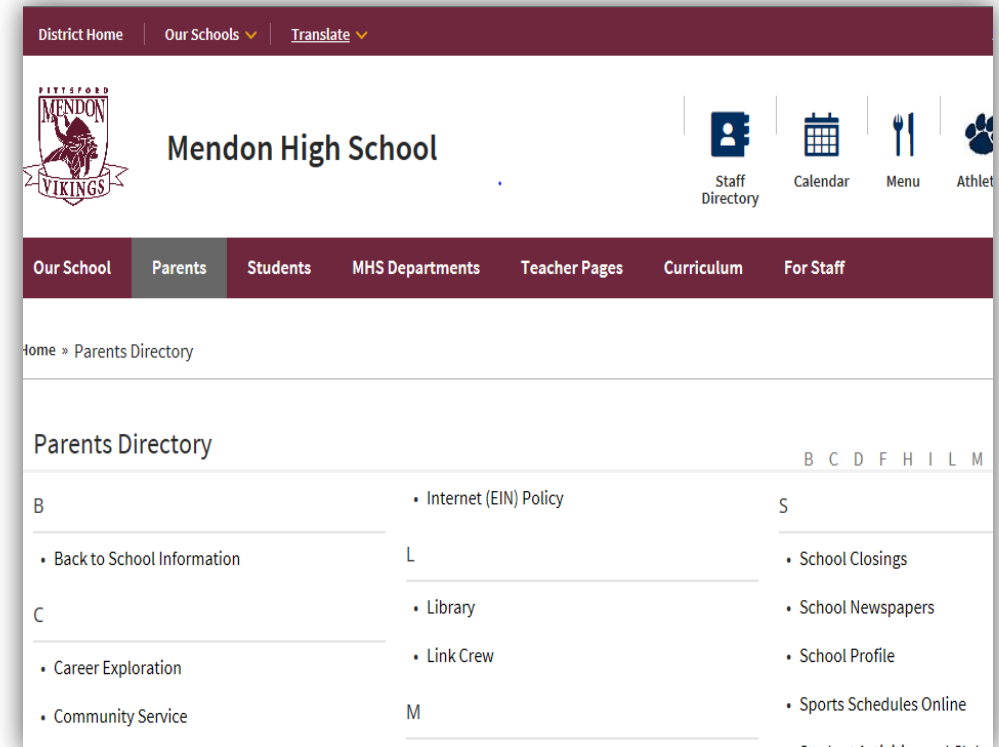 District Home
Our Schools
Translate
PITTSFORD
MENDON
VIKINGS
Mendon High School
Staff
Directory
Calendar
Menu
Our School
Parents
Students
MHS Departments
Teacher Pages
Curriculum
For Staff
Home » Parents Directory
Parents Directory
B C D F H I L M
B
• Back to School Information
C
• Career Exploration
• Community Service
• Internet (EIN) Policy
L
• Library
• Link Crew
M
S
• School Closings
• School Newspapers
• School Profile
• Sports Schedules Online